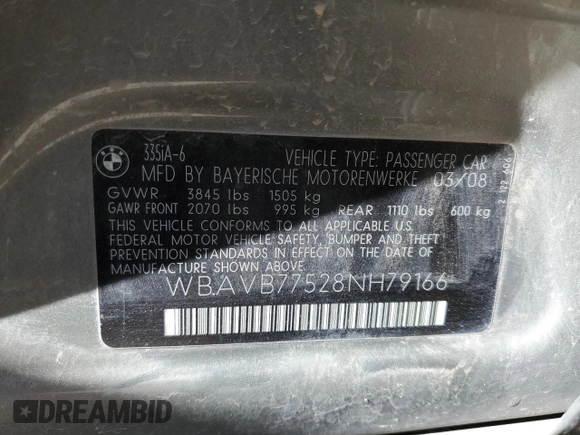 BMW
335iA-6 VEHICLE TYPE: PASSENGER CAR
MFD BY BAYERISCHE MOTORENWERKE 03/08
GVWR 3845 lbs 1505 kg
GAWR FRONT 2070 lbs 995 kg REAR 1110 lbs 600 kg
THIS VEHICLE CONFORMS TO ALL APPLICABLE
FEDERAL MOTOR VEHICLE SAFETY, BUMPER AND THEFT
PREVENTION STANDARDS IN EFFECT ON THE DATE OF
MANUFACTURE SHOWN ABOVE.
WBAVB77528NH79166
DREAMBID